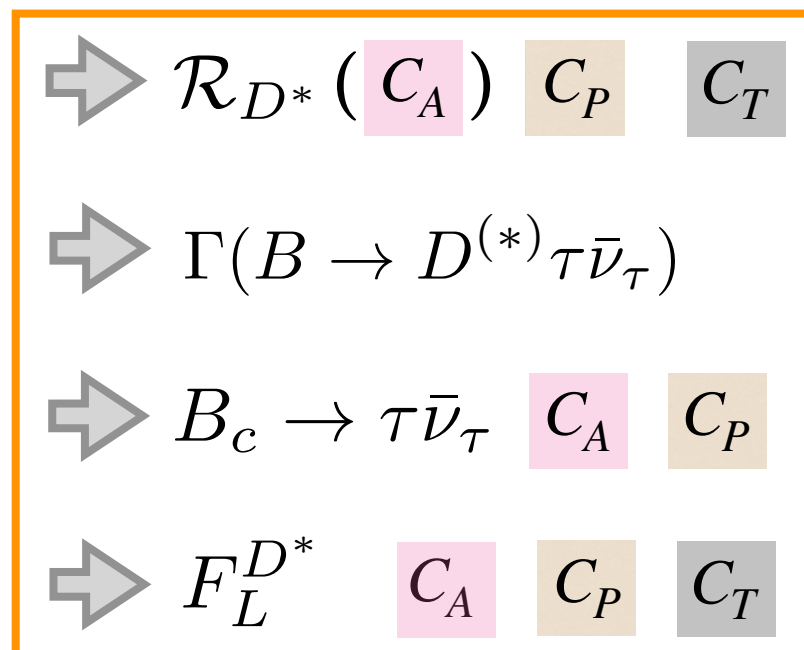 ℛ_{D*} (C_A) C_P C_T
Γ(B → D^{(*)} τ ν̄_τ)
B_c → τ ν̄_τ C_A C_P
F_L^{D*} C_A C_P C_T